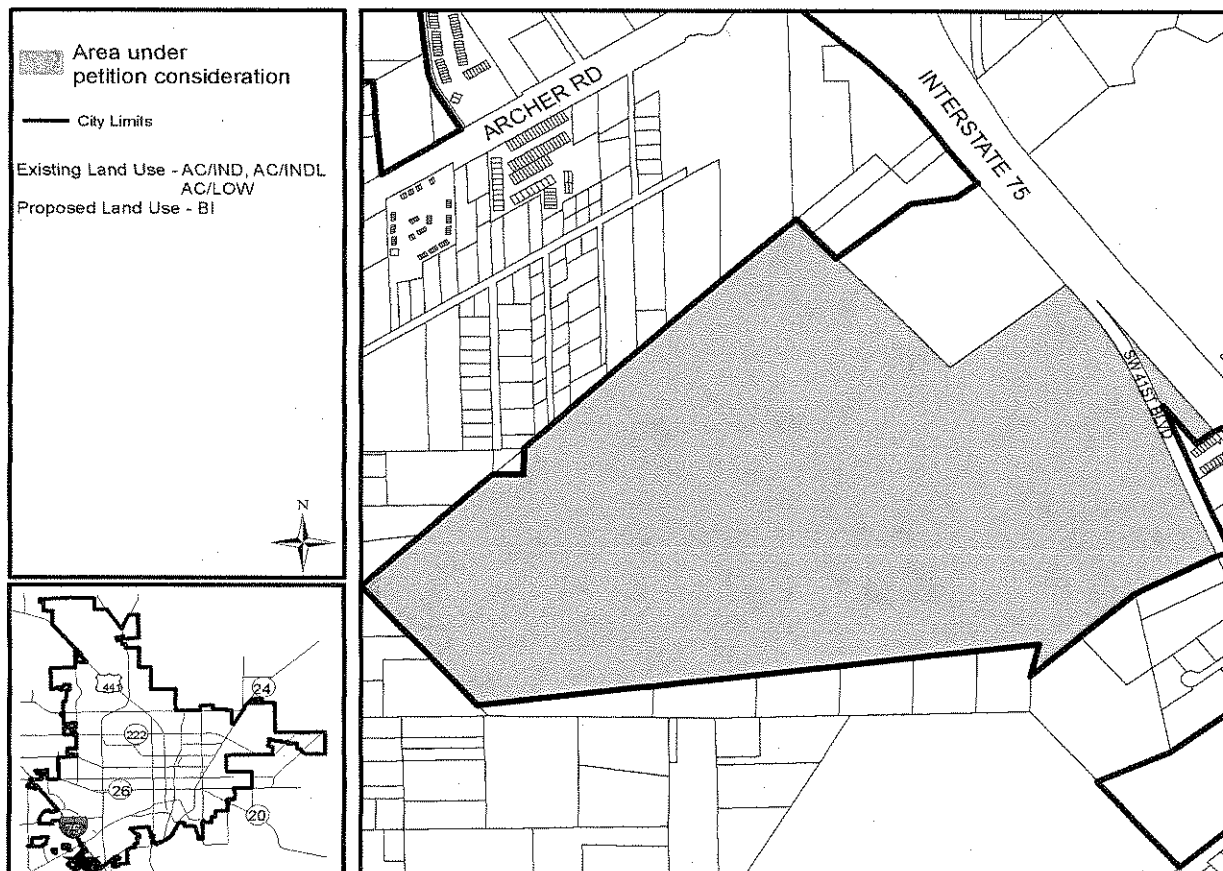 Area under
petition consideration
City Limits
Existing Land Use - AC/IND, AC/INDL
AC/LOW
Proposed Land Use - BI
N
441
24
222
26
20
ARCHER RD
INTERSTATE 75
SW 41ST BLVD